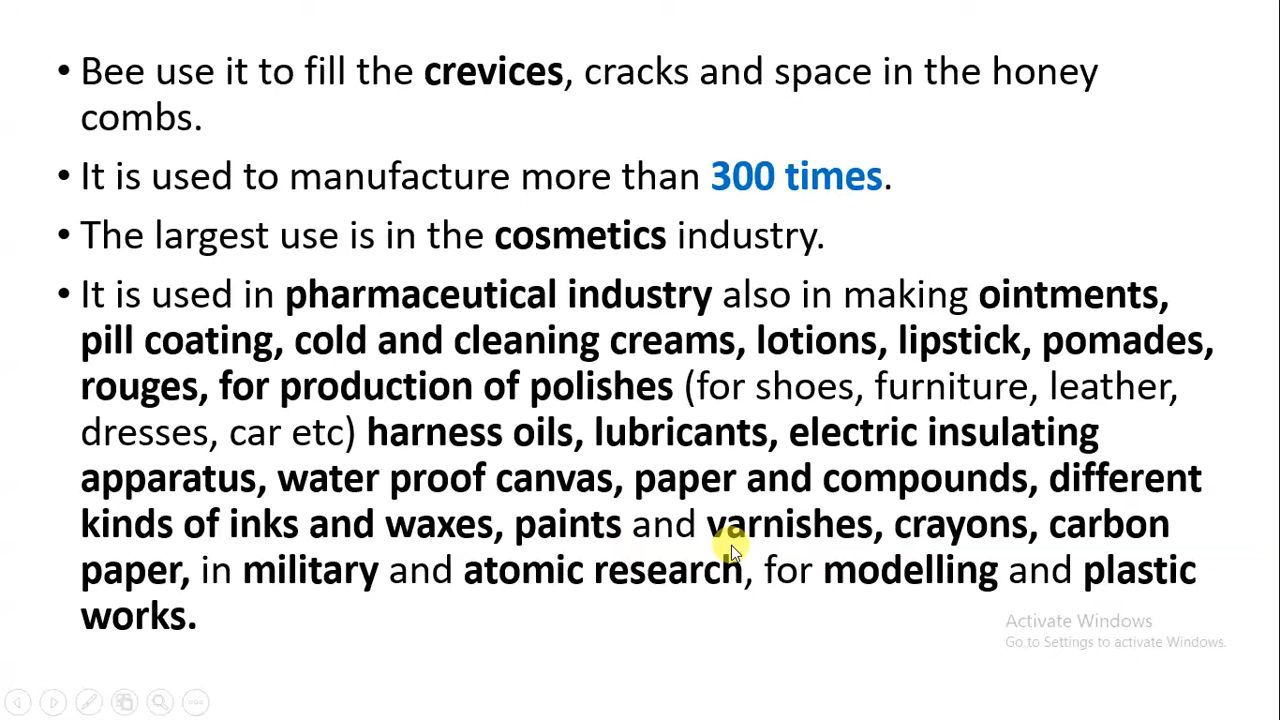 • Bee use it to fill the crevices, cracks and space in the honey
combs.
• It is used to manufacture more than 300 times.
• The largest use is in the cosmetics industry.
• It is used in pharmaceutical industry also in making ointments,
pill coating, cold and cleaning creams, lotions, lipstick, pomades,
rouges, for production of polishes (for shoes, furniture, leather,
dresses, car etc) harness oils, lubricants, electric insulating
apparatus, water proof canvas, paper and compounds, different
kinds of inks and waxes, paints and varnishes, crayons, carbon
paper, in military and atomic research, for modelling and plastic
works.
Activate Windows
Go to Settings to activate Windows.